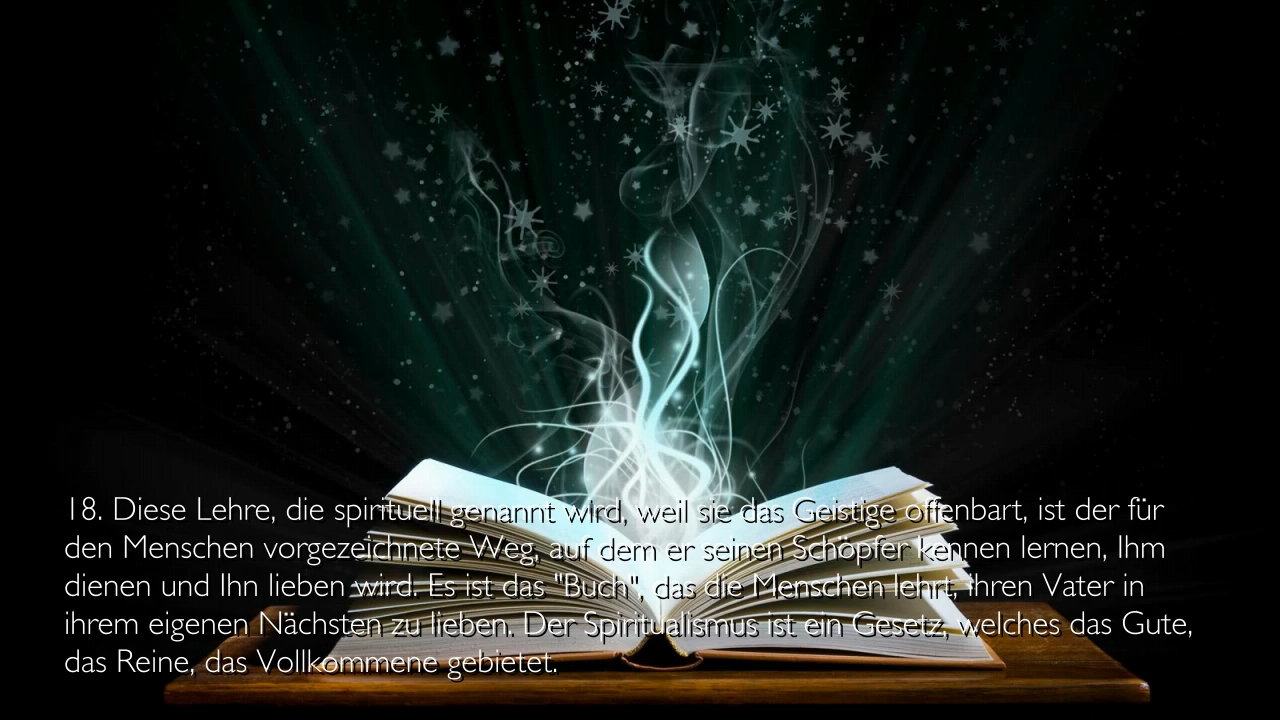 18. Diese Lehre, die spirituell genannt wird, weil sie das Geistige offenbart, ist der für
den Menschen vorgezeichnete Weg, auf dem er seinen Schöpfer kennen lernen, Ihm
dienen und Ihn lieben wird. Es ist das "Buch", das die Menschen lehrt, ihren Vater in
ihrem eigenen Nächsten zu lieben. Der Spiritualismus ist ein Gesetz, welches das Gute,
das Reine, das Vollkommene gebietet.